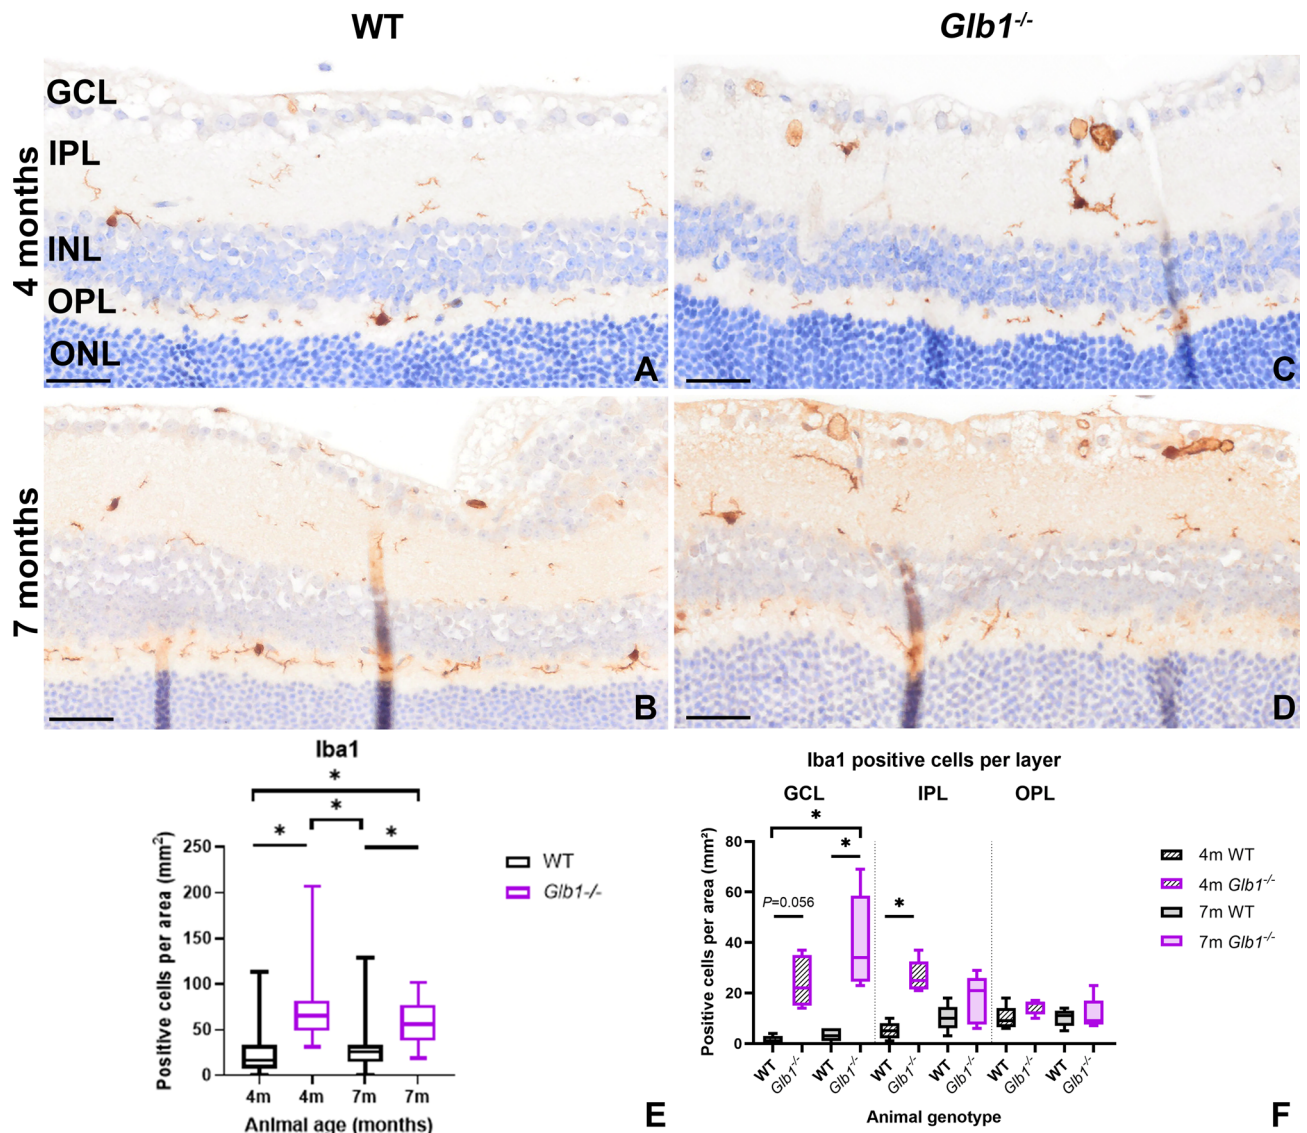 WT
Glb1-/-
4 months
GCL
IPL
INL
OPL
ONL
A
C
7 months
B
D
Iba1
*
*
*
*
Positive cells per area (mm²)
250
200
150
100
50
0
4m 4m 7m 7m
Animal age (months)
WT
Glb1-/-
E
Iba1 positive cells per layer
GCL IPL OPL
*
*
P=0.056
*
Positive cells per area (mm²)
80
60
40
20
0
WT Glb1-/- WT Glb1-/- WT Glb1-/- WT Glb1-/- WT Glb1-/- WT Glb1-/-
Animal genotype
4m WT
4m Glb1-/-
7m WT
7m Glb1-/-
F